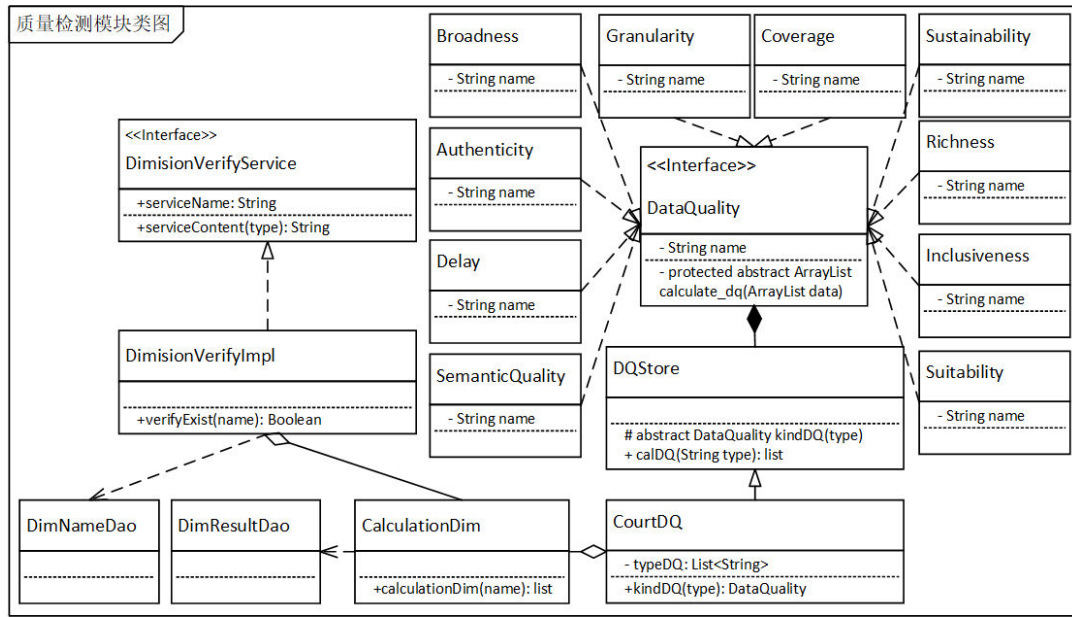 质量检测模块类图
Broadness
- String name
Granularity
- String name
Coverage
- String name
Sustainability
- String name
<<Interface>>
DimisionVerifyService
+serviceName: String
+serviceContent(type): String
Authenticity
- String name
<<Interface>>
DataQuality
- String name
- protected abstract ArrayList
calculate_dq(ArrayList data)
Richness
- String name
Delay
- String name
Inclusiveness
- String name
DimisionVerifyImpl
+verifyExist(name): Boolean
SemanticQuality
- String name
DQStore
# abstract DataQuality kindDQ(type)
+ calDQ(String type): list
Suitability
- String name
DimNameDao
DimResultDao
CalculationDim
+calculationDim(name): list
CourtDQ
- typeDQ: List<String>
+kindDQ(type): DataQuality